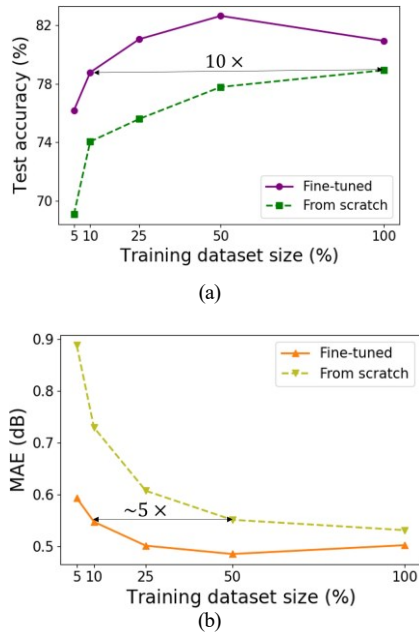 82
78
74
70
Test accuracy (%)
10 ×
Fine-tuned
From scratch
5 10 25 50 100
Training dataset size (%)
(a)
0.9
0.8
0.7
0.6
0.5
MAE (dB)
Fine-tuned
From scratch
~5 ×
5 10 25 50 100
Training dataset size (%)
(b)